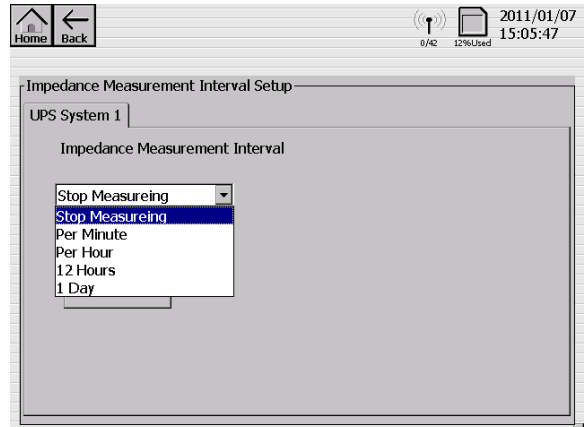 Home Back 0/42 12%Used 2011/01/07
15:05:47
Impedance Measurement Interval Setup
UPS System 1
Impedance Measurement Interval
Stop Measureing
Stop Measureing
Per Minute
Per Hour
12 Hours
1 Day